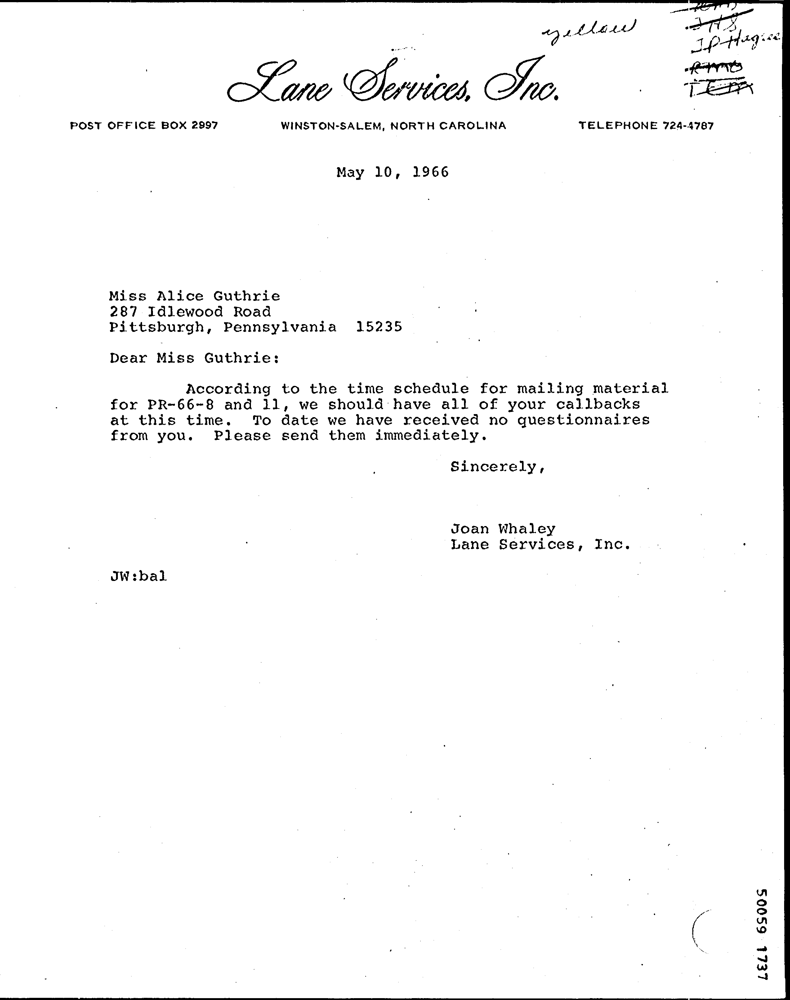 yellow
JHS
JP Hagie
RMB
TEM
Lane Services, Inc.
POST OFFICE BOX 2997 WINSTON-SALEM, NORTH CAROLINA TELEPHONE 724-4787
May 10, 1966
Miss Alice Guthrie
287 Idlewood Road
Pittsburgh, Pennsylvania 15235
Dear Miss Guthrie:
According to the time schedule for mailing material
for PR-66-8 and 11, we should have all of your callbacks
at this time. To date we have received no questionnaires
from you. Please send them immediately.
Sincerely,
Joan Whaley
Lane Services, Inc.
JW:bal
50059 1737